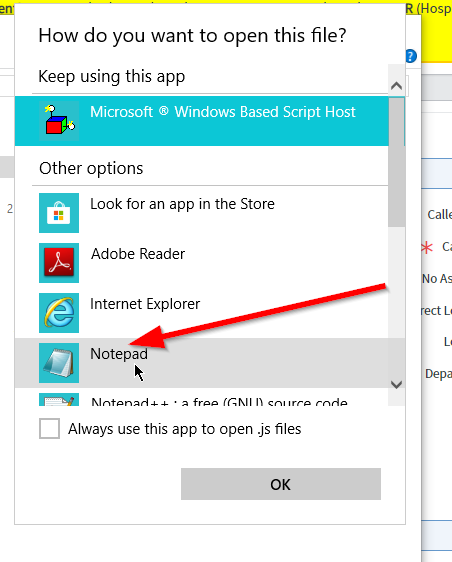 ent
R (Hosp
How do you want to open this file?
Keep using this app
Microsoft ® Windows Based Script Host
Other options
Look for an app in the Store
2
Calle
Adobe Reader
Ca
No As
Internet Explorer
rect L
Lo
Notepad
Depa
Notepad++ : a free (GNU) source code
Always use this app to open .js files
OK